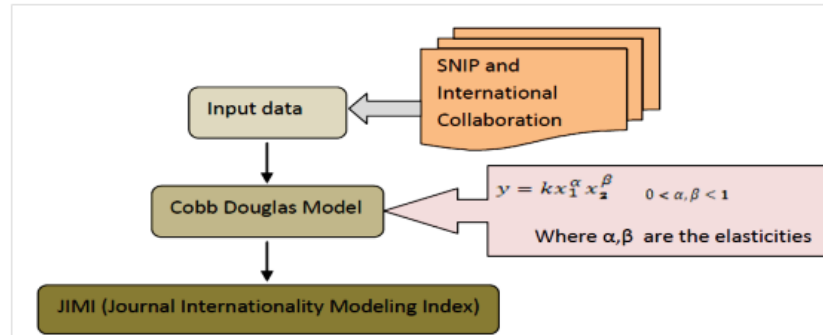 SNIP and
International
Collaboration
Input data
y = kx₁^α x₂^β 0 < α,β < 1
Cobb Douglas Model
Where α,β are the elasticities
JIMI (Journal Internationality Modeling Index)